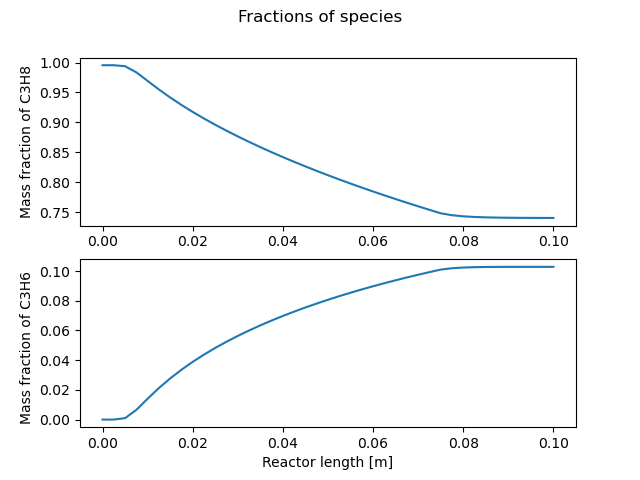 Fractions of species
Mass fraction of C3H8
1.00
0.95
0.90
0.85
0.80
0.75
0.00 0.02 0.04 0.06 0.08 0.10
Mass fraction of C3H6
0.10
0.08
0.06
0.04
0.02
0.00
0.00 0.02 0.04 0.06 0.08 0.10
Reactor length [m]